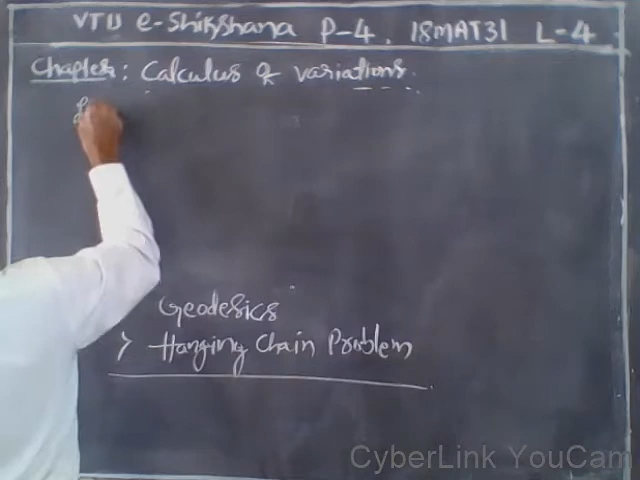 VTU e-Shikshana P-4, 18MAT31 L-4
Chapter: Calculus of variations.
Geodesics
> Hanging Chain Problem
CyberLink YouCam